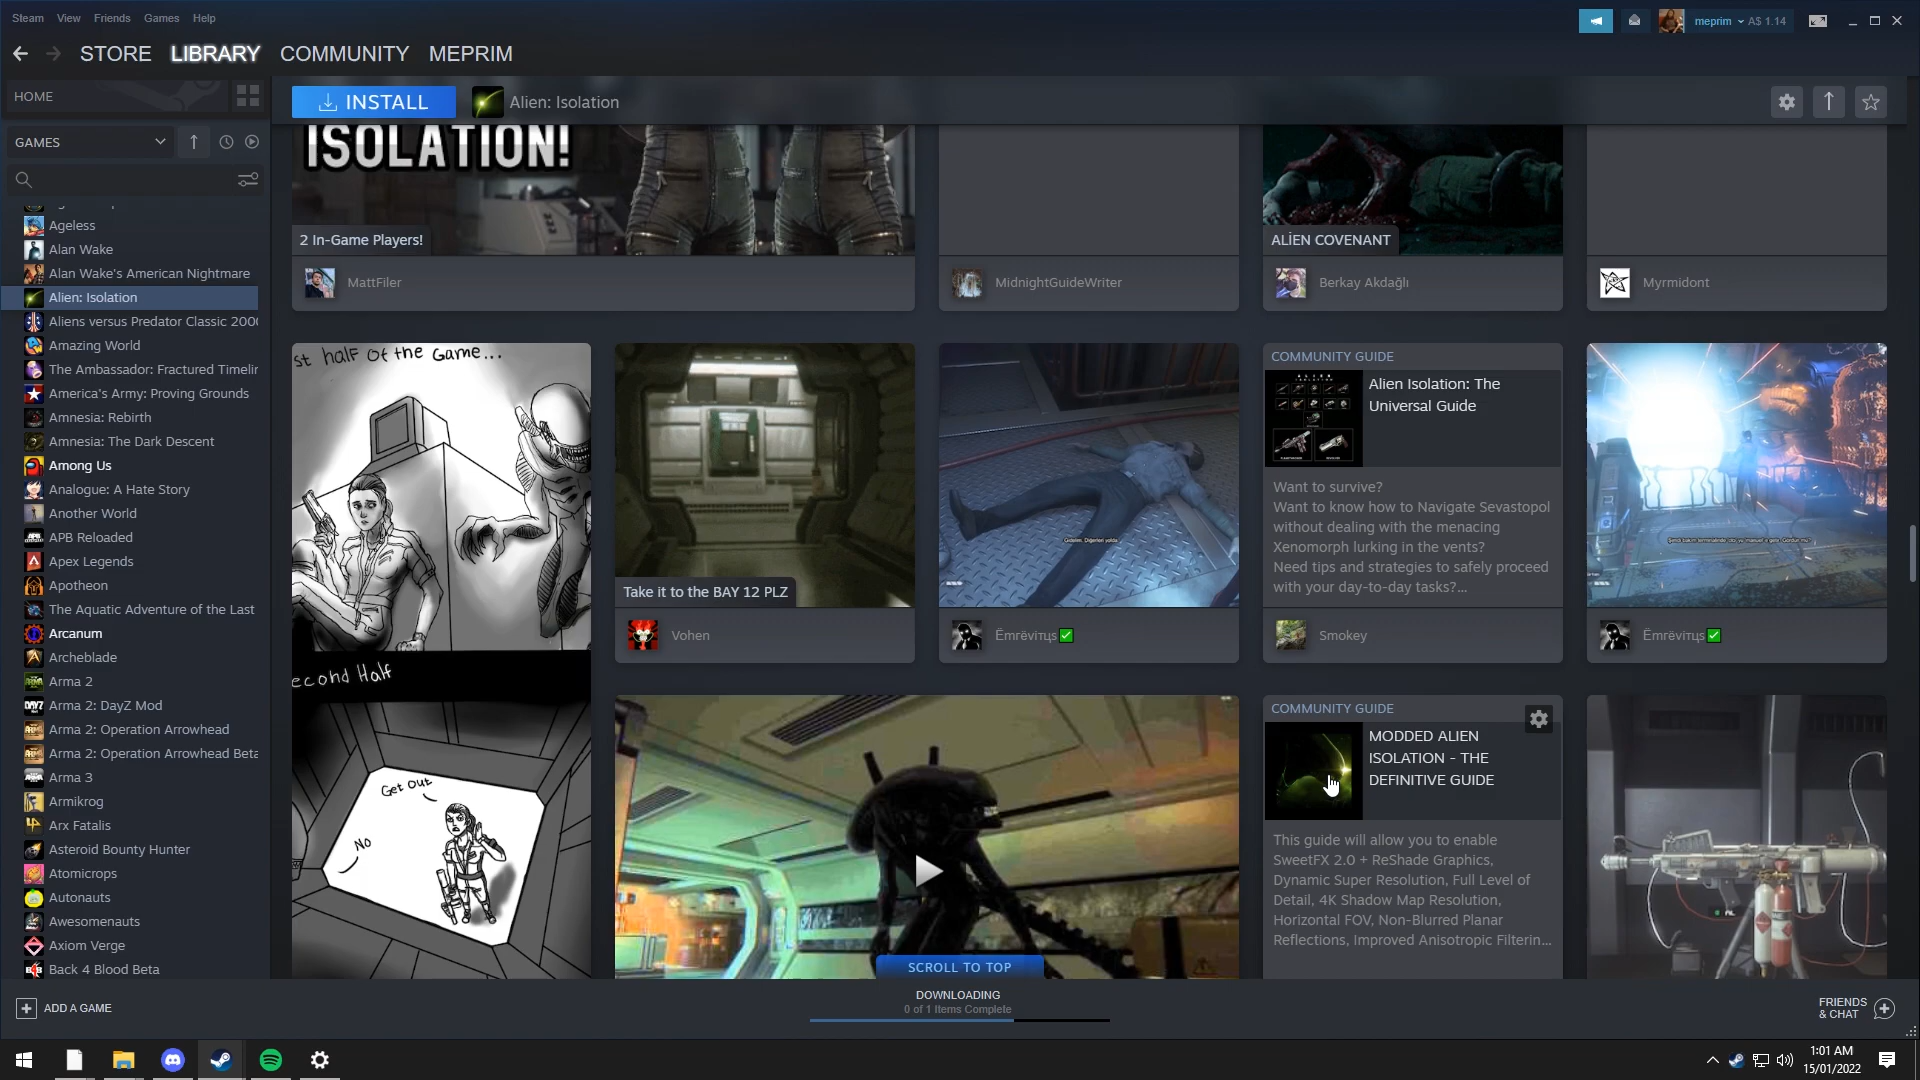 Steam View Friends Games Help
meprim A$ 1.14
STORE LIBRARY COMMUNITY MEPRIM
HOME
INSTALL
Alien: Isolation
GAMES
Ageless
Alan Wake
Alan Wake's American Nightmare
Alien: Isolation
Aliens versus Predator Classic 200
Amazing World
The Ambassador: Fractured Timelin
America's Army: Proving Grounds
Amnesia: Rebirth
Amnesia: The Dark Descent
Among Us
Analogue: A Hate Story
Another World
APB Reloaded
Apex Legends
Apotheon
The Aquatic Adventure of the Last
Arcanum
Archeblade
Arma 2
Arma 2: DayZ Mod
Arma 2: Operation Arrowhead
Arma 2: Operation Arrowhead Beta
Arma 3
Armikrog
Arx Fatalis
Asteroid Bounty Hunter
Atomicrops
Autonauts
Awesomenauts
Axiom Verge
Back 4 Blood Beta
ISOLATION!
2 In-Game Players!
MattFiler
MidnightGuideWriter
ALİEN COVENANT
Berkay Akdağlı
Myrmidont
st half of the Game...
econd Half
Get Out
No
Take it to the BAY 12 PLZ
Vohen
Gidelim. Diğerleri yolda.
Ëmrëvïтцs
COMMUNITY GUIDE
Alien Isolation: The
Universal Guide
Want to survive?
Want to know how to Navigate Sevastopol
without dealing with the menacing
Xenomorph lurking in the vents?
Need tips and strategies to safely proceed
with your day-to-day tasks?...
Smokey
Ëmrëvïтцs
COMMUNITY GUIDE
MODDED ALIEN
ISOLATION - THE
DEFINITIVE GUIDE
This guide will allow you to enable
SweetFX 2.0 + ReShade Graphics,
Dynamic Super Resolution, Full Level of
Detail, 4K Shadow Map Resolution,
Horizontal FOV, Non-Blurred Planar
Reflections, Improved Anisotropic Filterin...
SCROLL TO TOP
ADD A GAME
DOWNLOADING
0 of 1 Items Complete
FRIENDS
& CHAT
1:01 AM
15/01/2022